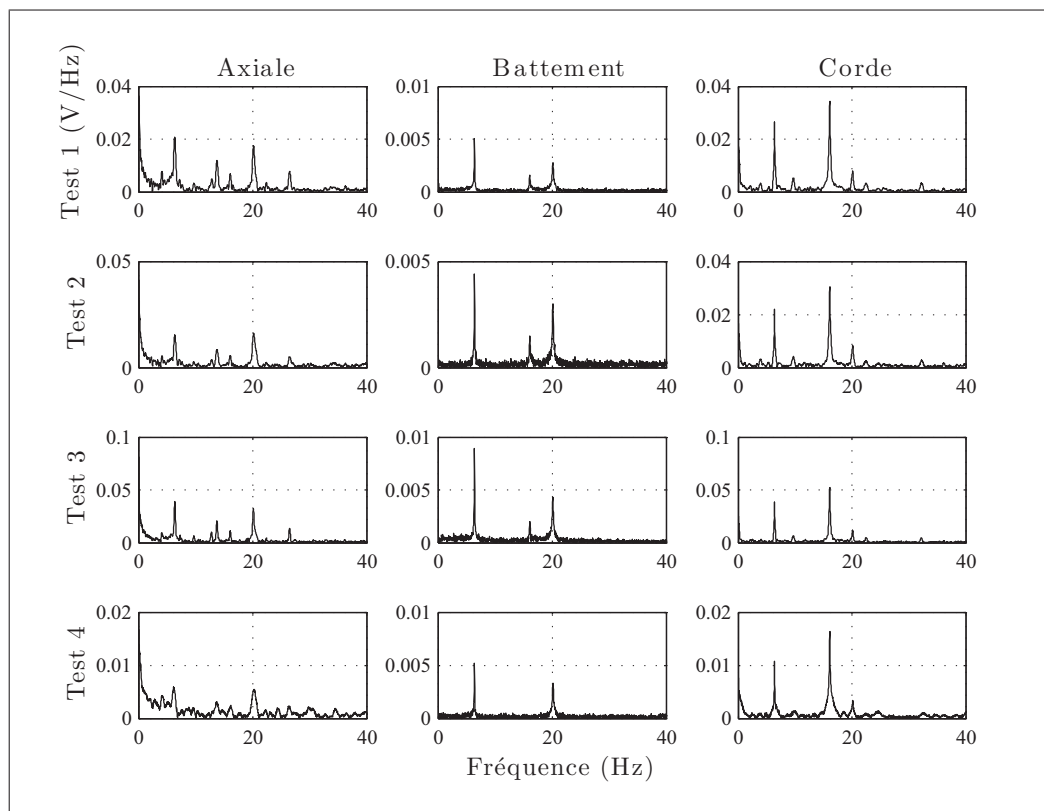 Axiale Battement Corde
Test 1 (V/Hz)
0.04 0.01 0.04
0.02 0.005 0.02
0 0 0
0 20 40 0 20 40 0 20 40
Test 2
0.05 0.005 0.04
0.02
0 0 0
0 20 40 0 20 40 0 20 40
Test 3
0.1 0.01 0.1
0.05 0.005 0.05
0 0 0
0 20 40 0 20 40 0 20 40
Test 4
0.02 0.01 0.02
0.01 0.005 0.01
0 0 0
0 20 40 0 20 40 0 20 40
Fréquence (Hz)